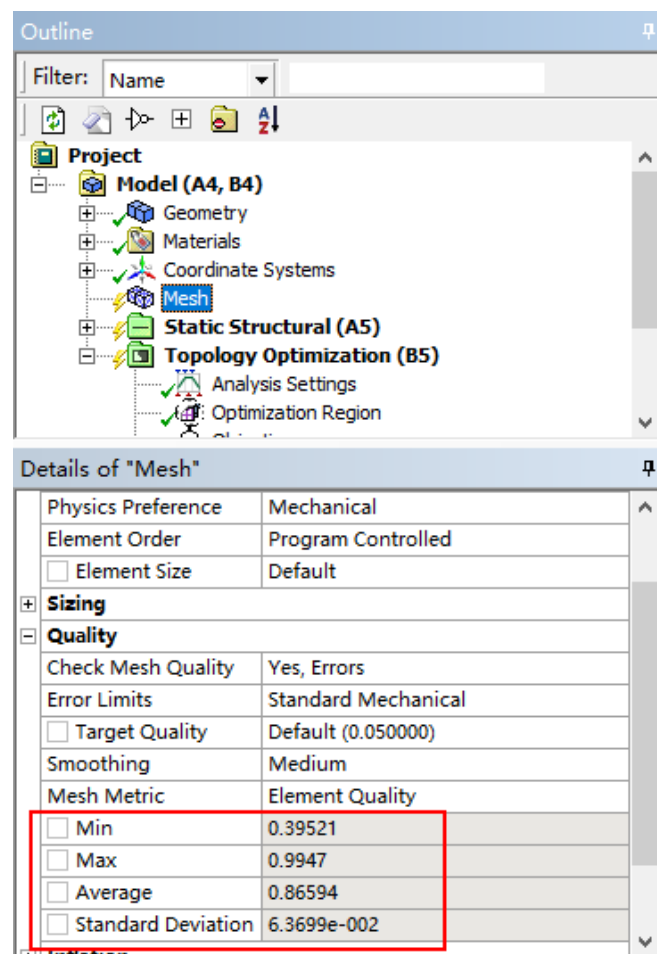 Outline
Filter: Name
Project
Model (A4, B4)
Geometry
Materials
Coordinate Systems
Mesh
Static Structural (A5)
Topology Optimization (B5)
Analysis Settings
Optimization Region
Details of "Mesh"
Physics Preference Mechanical
Element Order Program Controlled
Element Size Default
Sizing
Quality
Check Mesh Quality Yes, Errors
Error Limits Standard Mechanical
Target Quality Default (0.050000)
Smoothing Medium
Mesh Metric Element Quality
Min 0.39521
Max 0.9947
Average 0.86594
Standard Deviation 6.3699e-002